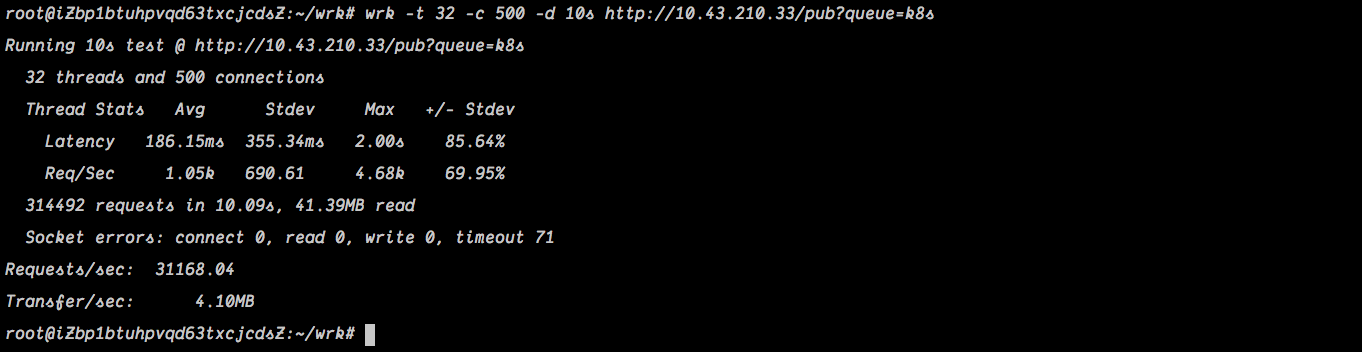 root@iZbp1btuhpvqd63txcjcdsZ:~/wrk# wrk -t 32 -c 500 -d 10s http://10.43.210.33/pub?queue=k8s
Running 10s test @ http://10.43.210.33/pub?queue=k8s
  32 threads and 500 connections
  Thread Stats   Avg      Stdev     Max   +/- Stdev
    Latency   186.15ms  355.34ms   2.00s    85.64%
    Req/Sec     1.05k   690.61     4.68k    69.95%
  314492 requests in 10.09s, 41.39MB read
  Socket errors: connect 0, read 0, write 0, timeout 71
Requests/sec:  31168.04
Transfer/sec:      4.10MB
root@iZbp1btuhpvqd63txcjcdsZ:~/wrk#